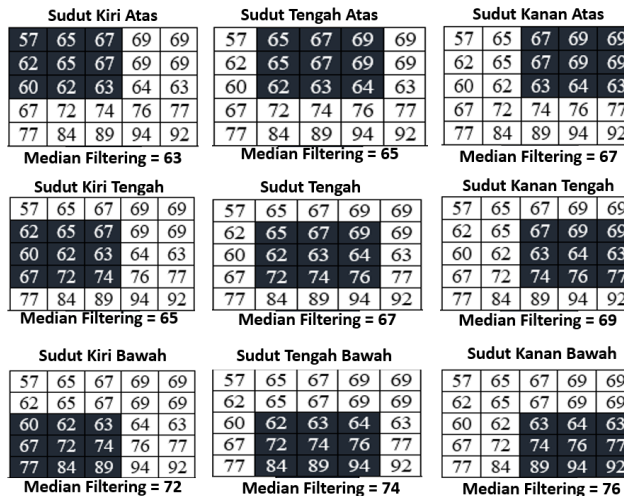 Sudut Kiri Atas
57 65 67 69 69
62 65 67 69 69
60 62 63 64 63
67 72 74 76 77
77 84 89 94 92
Median Filtering = 63
Sudut Tengah Atas
57 65 67 69 69
62 65 67 69 69
60 62 63 64 63
67 72 74 76 77
77 84 89 94 92
Median Filtering = 65
Sudut Kanan Atas
57 65 67 69 69
62 65 67 69 69
60 62 63 64 63
67 72 74 76 77
77 84 89 94 92
Median Filtering = 67
Sudut Kiri Tengah
57 65 67 69 69
62 65 67 69 69
60 62 63 64 63
67 72 74 76 77
77 84 89 94 92
Median Filtering = 65
Sudut Tengah
57 65 67 69 69
62 65 67 69 69
60 62 63 64 63
67 72 74 76 77
77 84 89 94 92
Median Filtering = 67
Sudut Kanan Tengah
57 65 67 69 69
62 65 67 69 69
60 62 63 64 63
67 72 74 76 77
77 84 89 94 92
Median Filtering = 69
Sudut Kiri Bawah
57 65 67 69 69
62 65 67 69 69
60 62 63 64 63
67 72 74 76 77
77 84 89 94 92
Median Filtering = 72
Sudut Tengah Bawah
57 65 67 69 69
62 65 67 69 69
60 62 63 64 63
67 72 74 76 77
77 84 89 94 92
Median Filtering = 74
Sudut Kanan Bawah
57 65 67 69 69
62 65 67 69 69
60 62 63 64 63
67 72 74 76 77
77 84 89 94 92
Median Filtering = 76